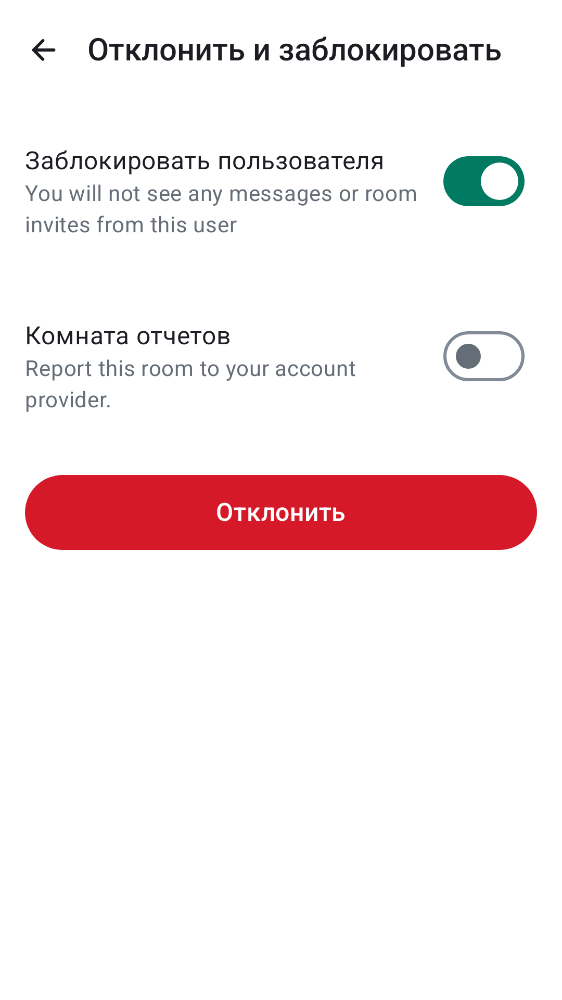 Отклонить и заблокировать
Заблокировать пользователя
You will not see any messages or room
invites from this user
Комната отчетов
Report this room to your account
provider.
Отклонить